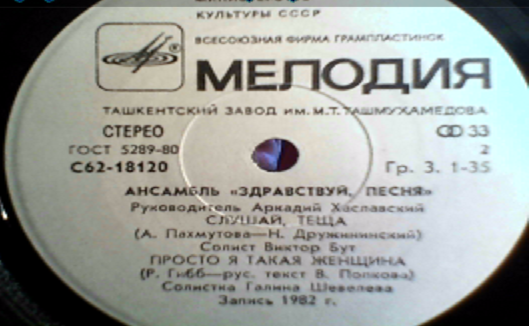 КУЛЬТУРЫ СССР
ВСЕСОЮЗНАЯ ФИРМА ГРАМПЛАСТИНОК
МЕЛОДИЯ
ТАШКЕНТСКИЙ ЗАВОД ИМ. М.Т. ТАШМУХАМЕДОВА
СТЕРЕО 33
ГОСТ 5289-80 2
С62-18120 Гр. 3. 1-35
АНСАМБЛЬ «ЗДРАВСТВУЙ, ПЕСНЯ»
Руководитель Аркадий Хаславский
СЛУШАЙ, ТЕЩА
(А. Пахмутова—Н. Дружининский)
Солист Виктор Бут
ПРОСТО Я ТАКАЯ ЖЕНЩИНА
(Р. Гибб—рус. текст В. Попкова)
Солистка Галина Шевелева
Запись 1982 г.